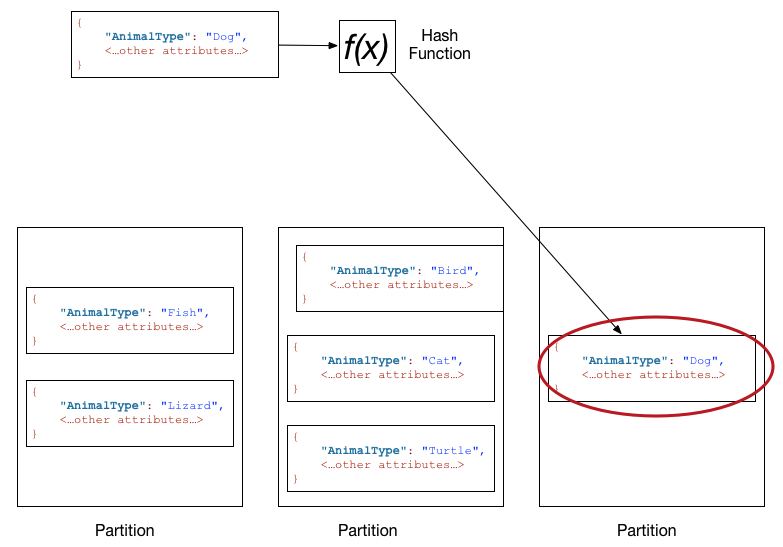 {
"AnimalType": "Dog",
<…other attributes…>
}
f(x)
Hash
Function
{
"AnimalType": "Fish",
<…other attributes…>
}
{
"AnimalType": "Lizard",
<…other attributes…>
}
Partition
{
"AnimalType": "Bird",
<…other attributes…>
}
{
"AnimalType": "Cat",
<…other attributes…>
}
{
"AnimalType": "Turtle",
<…other attributes…>
}
Partition
{
"AnimalType": "Dog",
<…other attributes…>
}
Partition